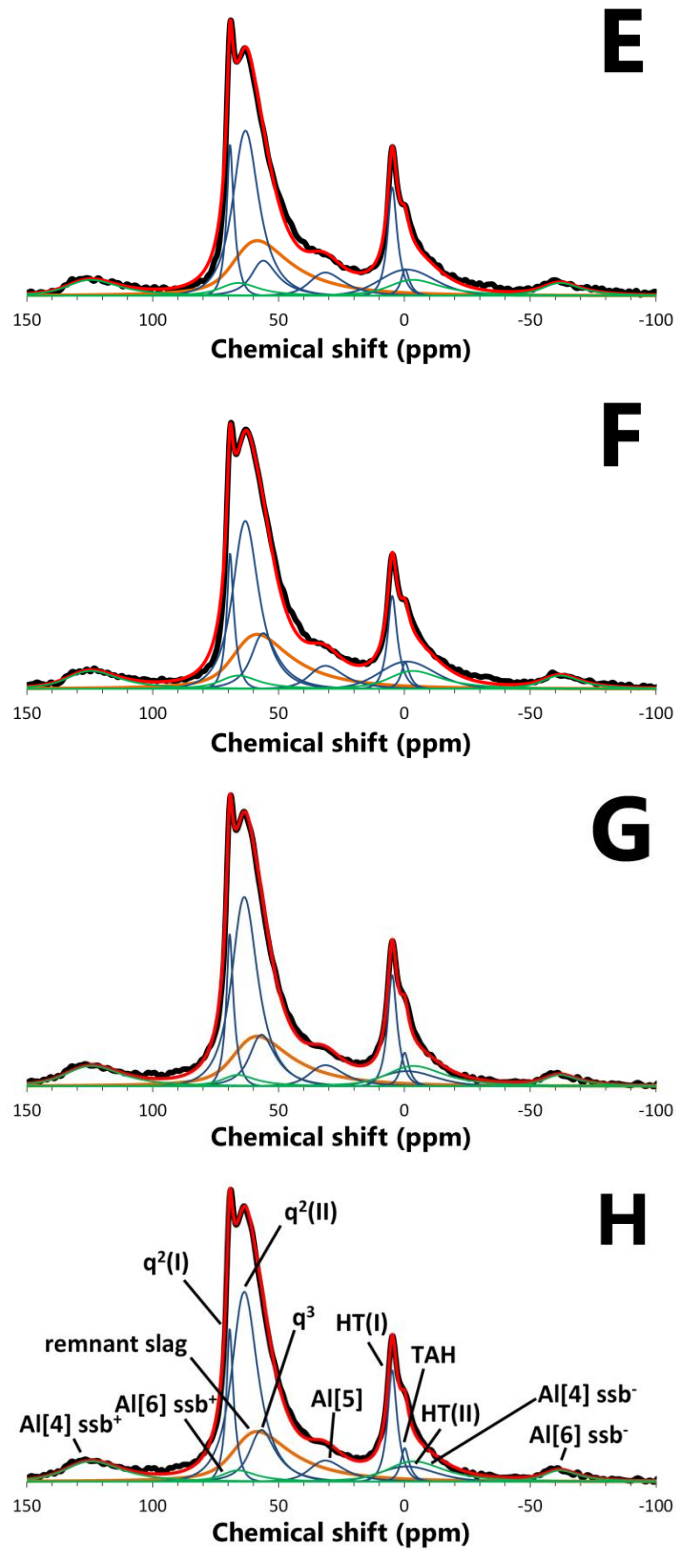 E
150 100 50 0 -50 -100
Chemical shift (ppm)
F
150 100 50 0 -50 -100
Chemical shift (ppm)
G
150 100 50 0 -50 -100
Chemical shift (ppm)
H
q²(II)
q²(I)
q³
HT(I)
remnant slag
TAH
Al[6] ssb⁺
Al[5]
Al[4] ssb⁻
HT(II)
Al[4] ssb⁺
Al[6] ssb⁻
150 100 50 0 -50 -100
Chemical shift (ppm)